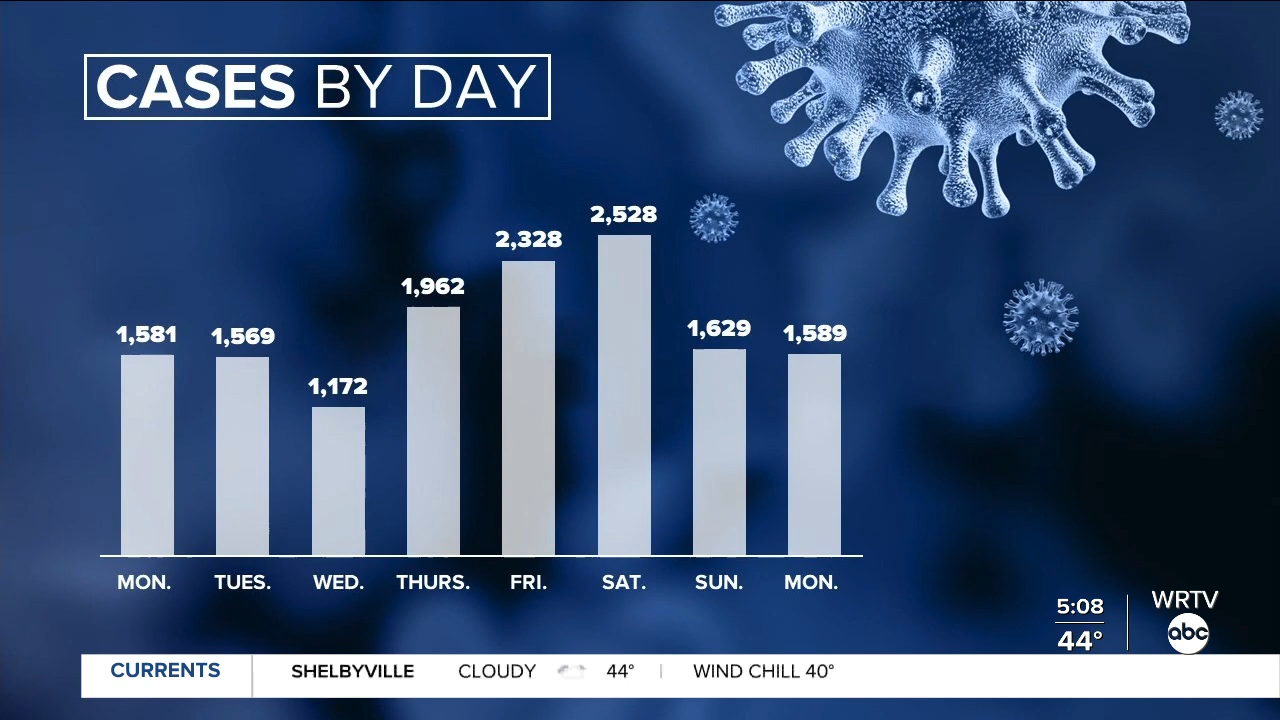 CASES BY DAY
1,581
1,569
1,172
1,962
2,328
2,528
1,629
1,589
MON. TUES. WED. THURS. FRI. SAT. SUN. MON.
5:08
44°
WRTV
abc
CURRENTS SHELBYVILLE CLOUDY 44° WIND CHILL 40°